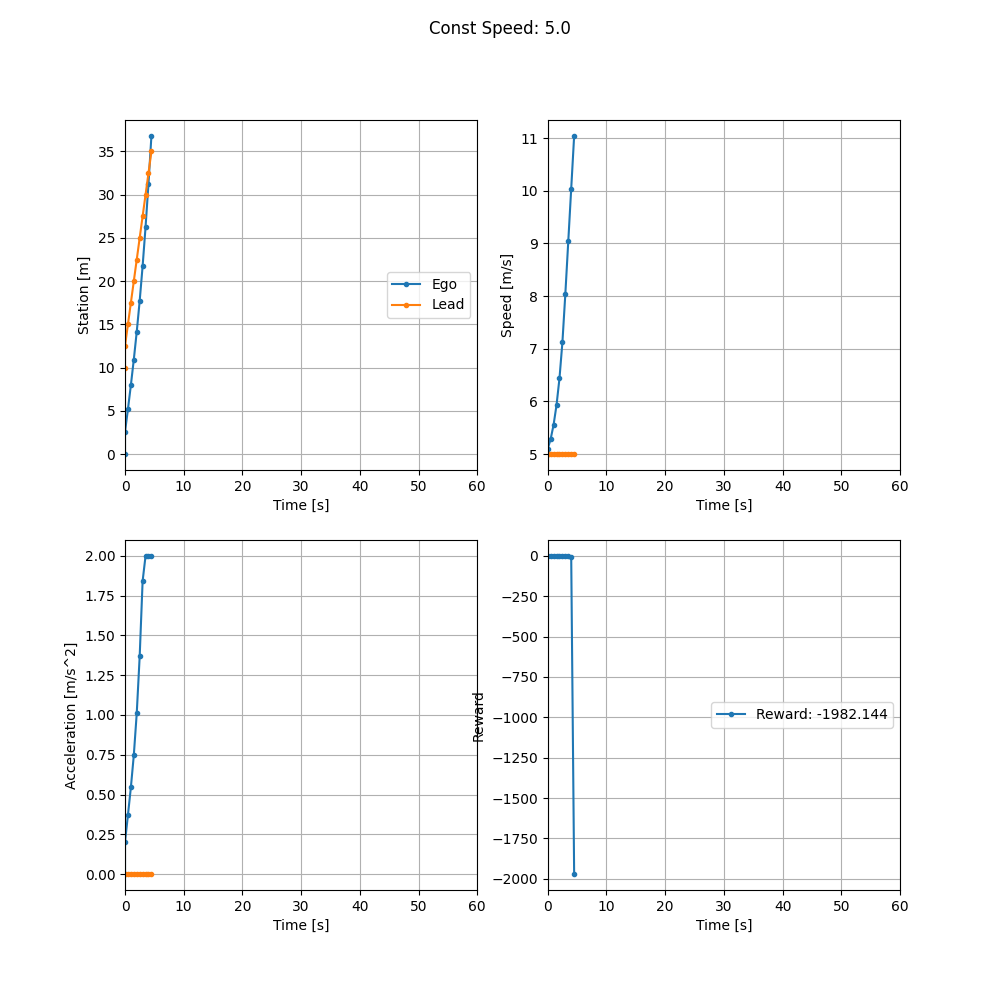 Const Speed: 5.0
35
30
25
20
15
10
5
0
Station [m]
Ego
Lead
0 10 20 30 40 50 60
Time [s]
11
10
9
8
7
6
5
Speed [m/s]
0 10 20 30 40 50 60
Time [s]
2.00
1.75
1.50
1.25
1.00
0.75
0.50
0.25
0.00
Acceleration [m/s^2]
0 10 20 30 40 50 60
Time [s]
0
−250
−500
−750
−1000
−1250
−1500
−1750
−2000
Reward
Reward: -1982.144
0 10 20 30 40 50 60
Time [s]